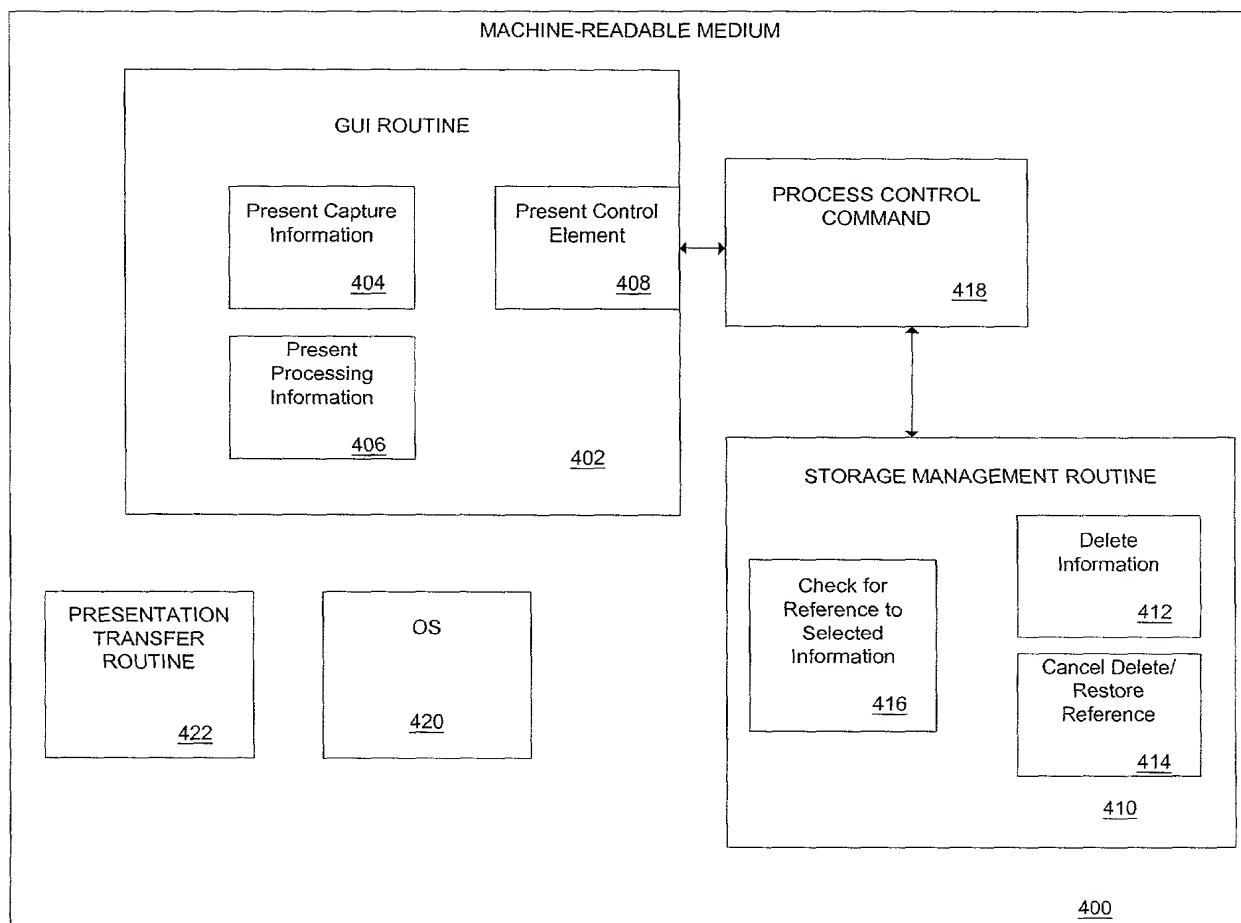 MACHINE-READABLE MEDIUM
GUI ROUTINE
Present Capture
Information
404
Present Control
Element
408
Present
Processing
Information
406
402
PROCESS CONTROL
COMMAND
418
STORAGE MANAGEMENT ROUTINE
Check for
Reference to
Selected
Information
416
Delete
Information
412
Cancel Delete/
Restore
Reference
414
410
PRESENTATION
TRANSFER
ROUTINE
422
OS
420
400